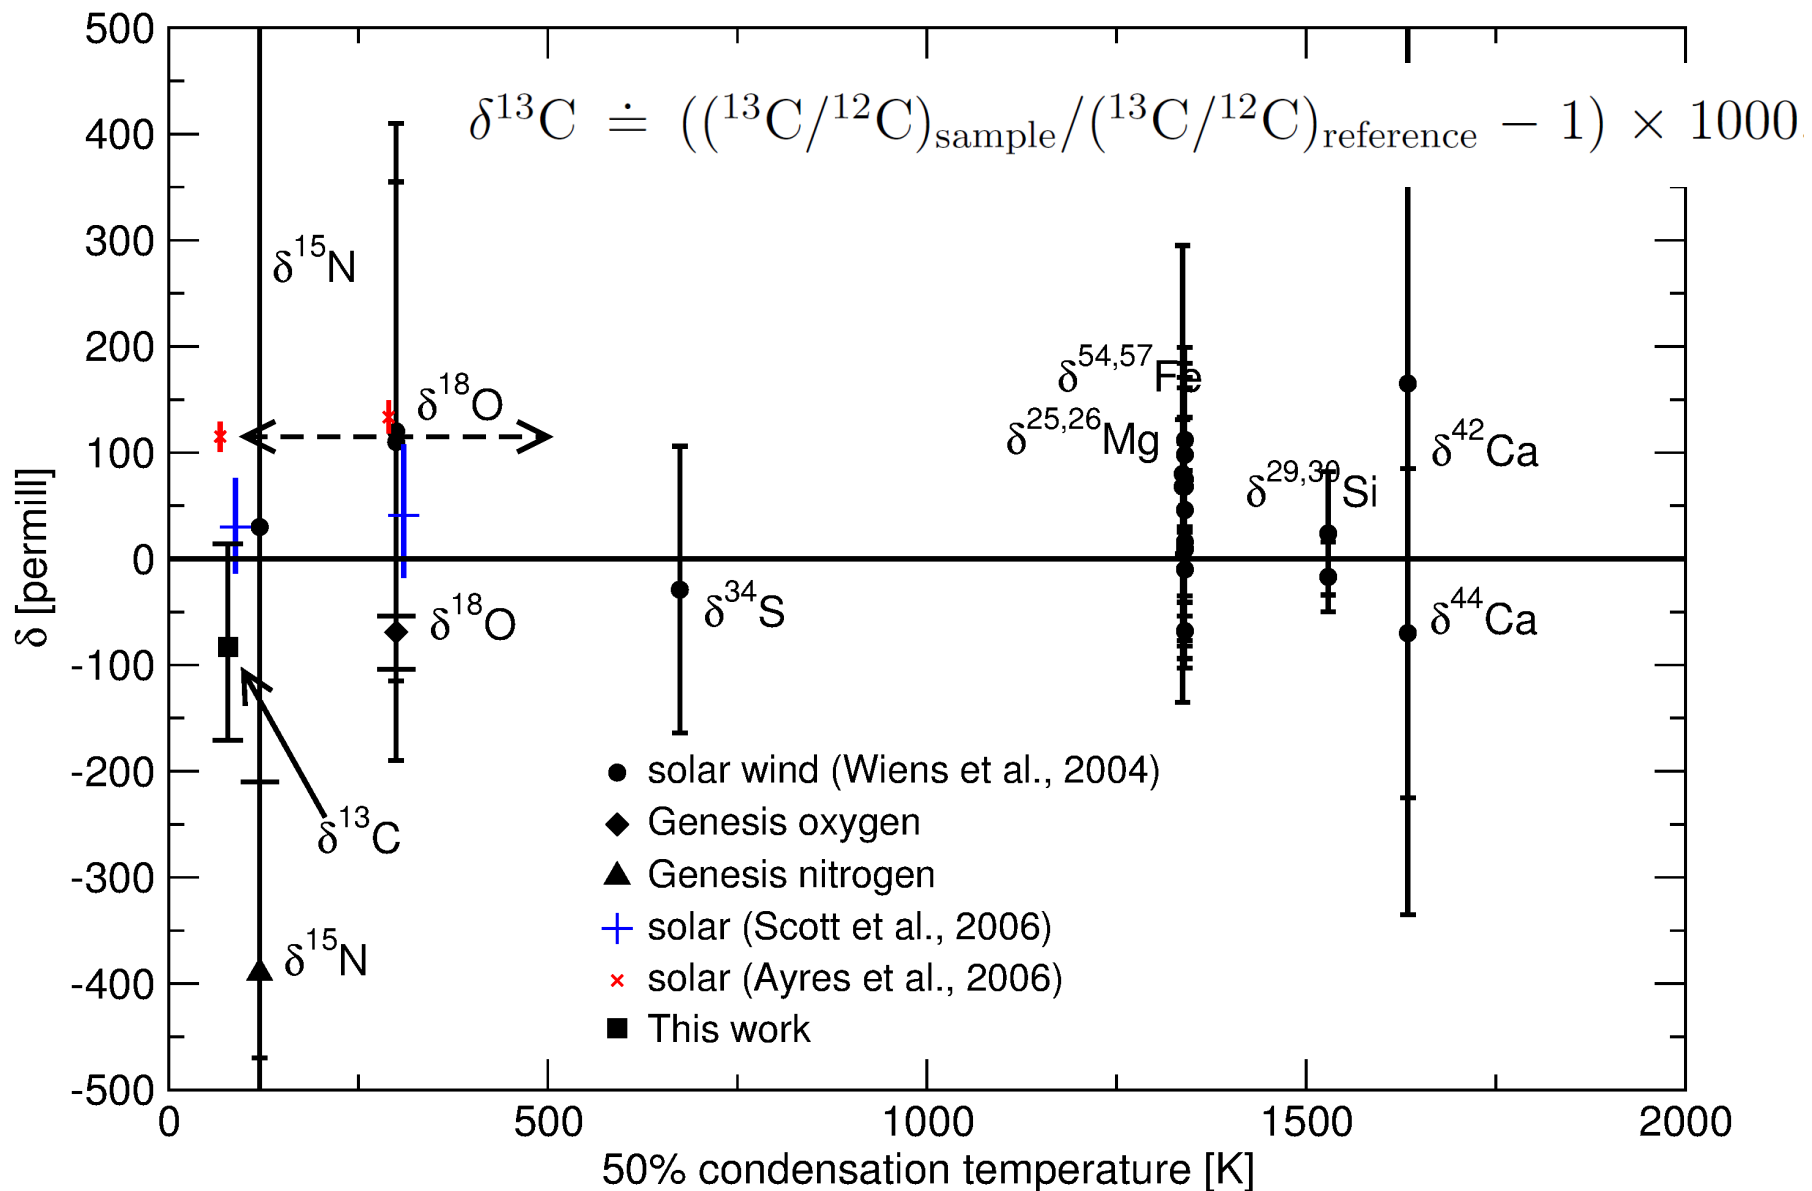 500
400
300
200
100
0
-100
-200
-300
-400
-500
δ [permill]
δ¹³C ≐ ((¹³C/¹²C)sample/(¹³C/¹²C)reference − 1) × 1000.
δ¹⁵N
δ¹⁸O
δ⁵⁴,⁵⁷Fe
δ²⁵,²⁶Mg
δ²⁹,³⁰Si
δ⁴²Ca
δ¹⁸O
δ³⁴S
δ⁴⁴Ca
δ¹³C
δ¹⁵N
solar wind (Wiens et al., 2004)
Genesis oxygen
Genesis nitrogen
solar (Scott et al., 2006)
solar (Ayres et al., 2006)
This work
0 500 1000 1500 2000
50% condensation temperature [K]